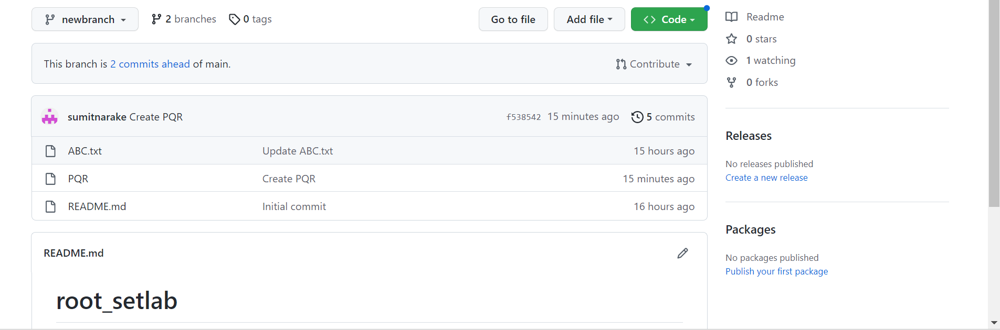 newbranch 2 branches 0 tags Go to file Add file Code
This branch is 2 commits ahead of main. Contribute
sumitnarake Create PQR f538542 15 minutes ago 5 commits
ABC.txt Update ABC.txt 15 hours ago
PQR Create PQR 15 minutes ago
README.md Initial commit 16 hours ago
README.md
root_setlab
Readme
0 stars
1 watching
0 forks
Releases
No releases published
Create a new release
Packages
No packages published
Publish your first package